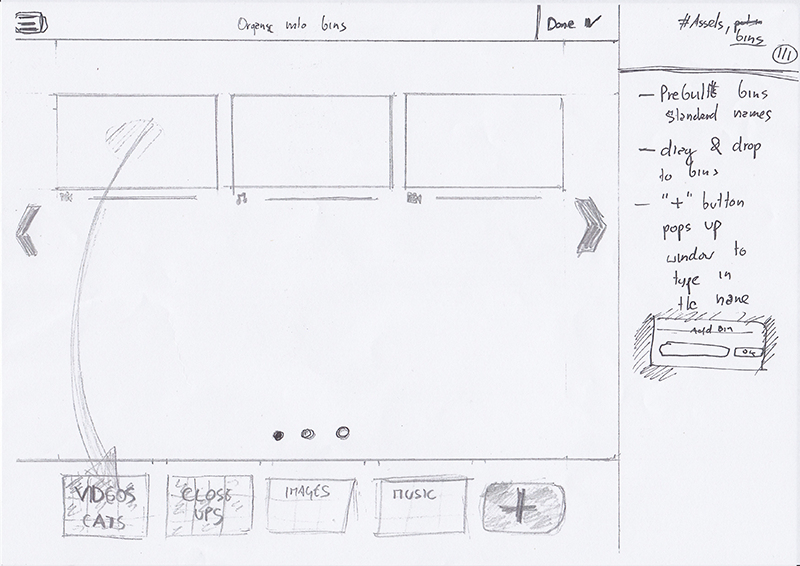 Organise into bins
Done
#Assets,
bins
1/1
– Prebuilt bins
standard names
– drag & drop
to bins
– "+" button
pops up
window to
type in
the name
Add Bin
OK
VIDEOS
CATS
CLOSE
UPS
IMAGES
MUSIC
+